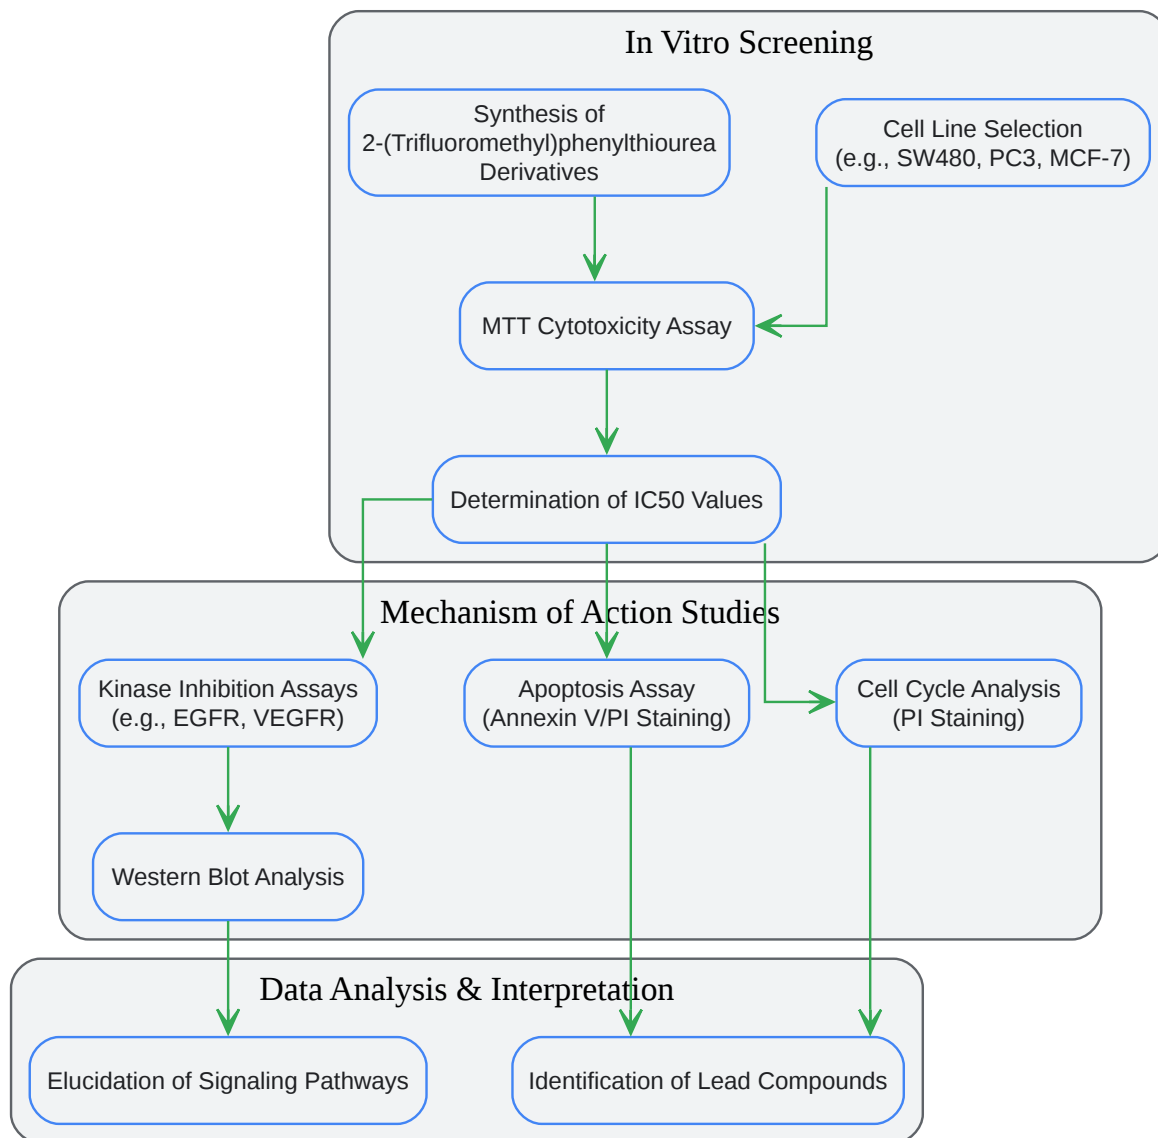 In Vitro Screening
Synthesis of
2-(Trifluoromethyl)phenylthiourea
Derivatives
Cell Line Selection
(e.g., SW480, PC3, MCF-7)
MTT Cytotoxicity Assay
Determination of IC50 Values
Mechanism of Action Studies
Kinase Inhibition Assays
(e.g., EGFR, VEGFR)
Apoptosis Assay
(Annexin V/PI Staining)
Cell Cycle Analysis
(PI Staining)
Western Blot Analysis
Data Analysis & Interpretation
Elucidation of Signaling Pathways
Identification of Lead Compounds